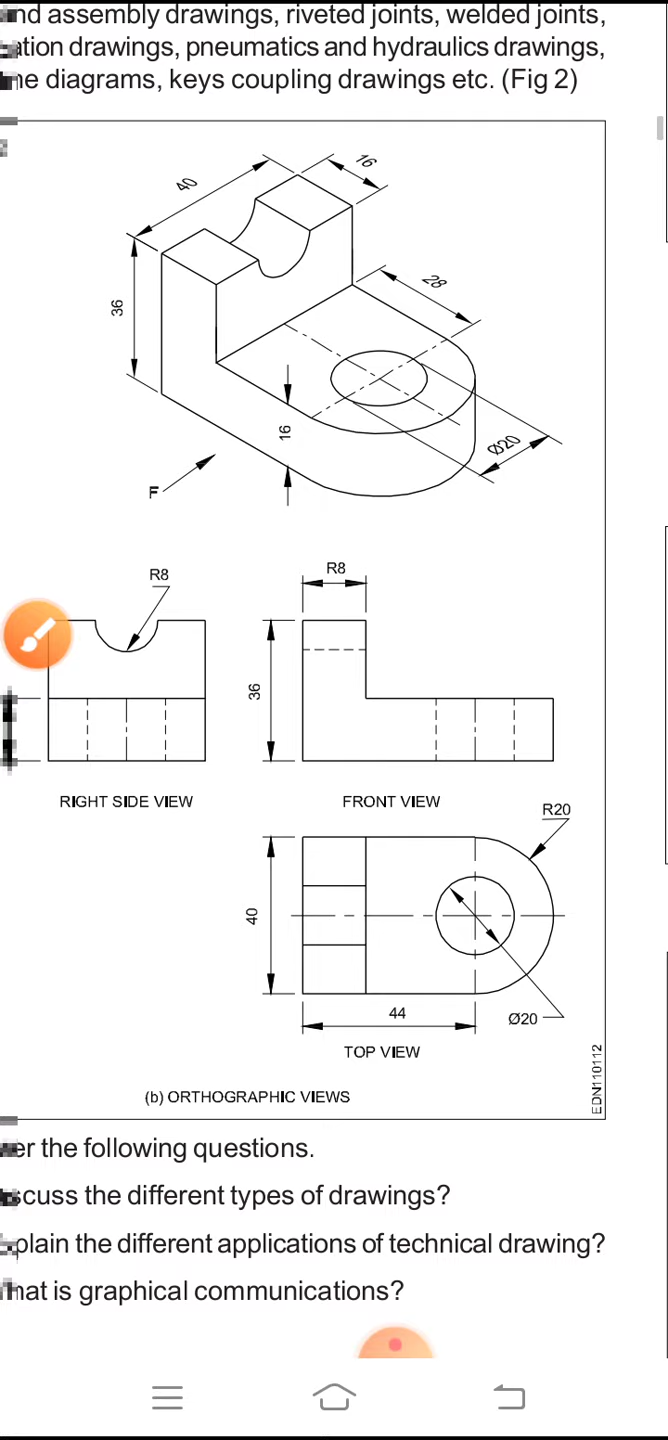 and assembly drawings, riveted joints, welded joints,
ation drawings, pneumatics and hydraulics drawings,
ne diagrams, keys coupling drawings etc. (Fig 2)
40
16
36
28
16
Ø20
F
R8
R8
36
RIGHT SIDE VIEW
FRONT VIEW
R20
40
44
Ø20
TOP VIEW
(b) ORTHOGRAPHIC VIEWS
EDN110112
er the following questions.
scuss the different types of drawings?
plain the different applications of technical drawing?
hat is graphical communications?